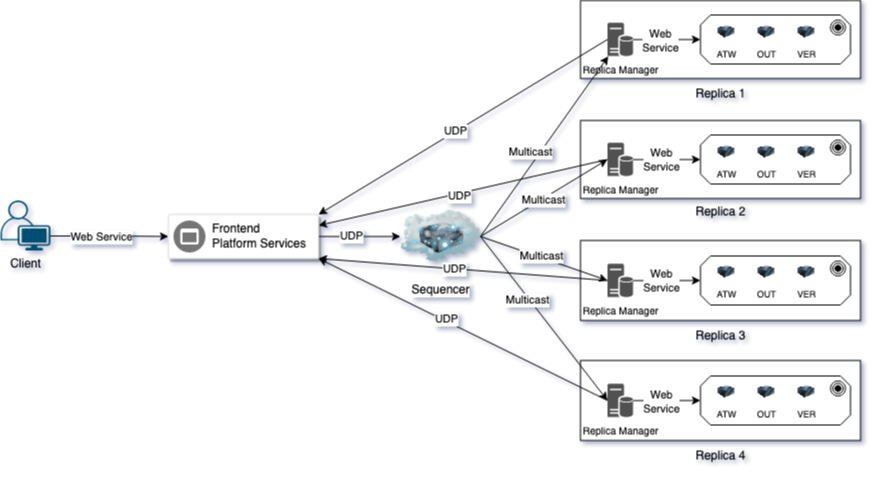 Client
Web Service
Frontend
Platform Services
UDP
Sequencer
UDP
UDP
UDP
UDP
Multicast
Multicast
Multicast
Multicast
Replica Manager
Web
Service
ATW OUT VER
Replica 1
Replica Manager
Web
Service
ATW OUT VER
Replica 2
Replica Manager
Web
Service
ATW OUT VER
Replica 3
Replica Manager
Web
Service
ATW OUT VER
Replica 4